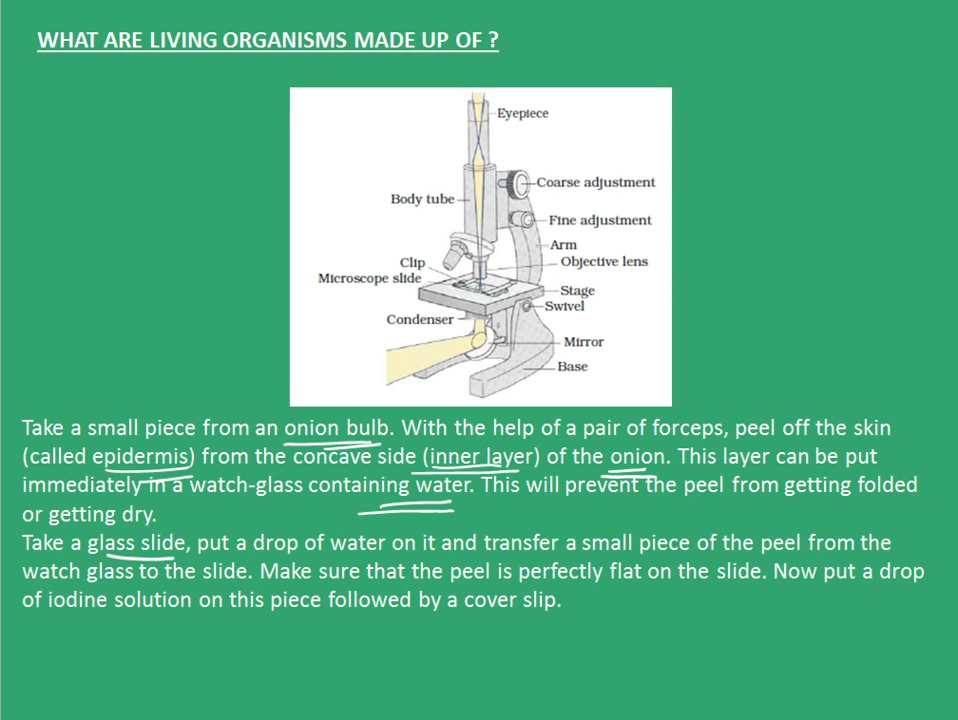 WHAT ARE LIVING ORGANISMS MADE UP OF ?
Eyepiece
Coarse adjustment
Body tube
Fine adjustment
Arm
Clip
Objective lens
Microscope slide
Stage
Swivel
Condenser
Mirror
Base
Take a small piece from an onion bulb. With the help of a pair of forceps, peel off the skin
(called epidermis) from the concave side (inner layer) of the onion. This layer can be put
immediately in a watch-glass containing water. This will prevent the peel from getting folded
or getting dry.
Take a glass slide, put a drop of water on it and transfer a small piece of the peel from the
watch glass to the slide. Make sure that the peel is perfectly flat on the slide. Now put a drop
of iodine solution on this piece followed by a cover slip.